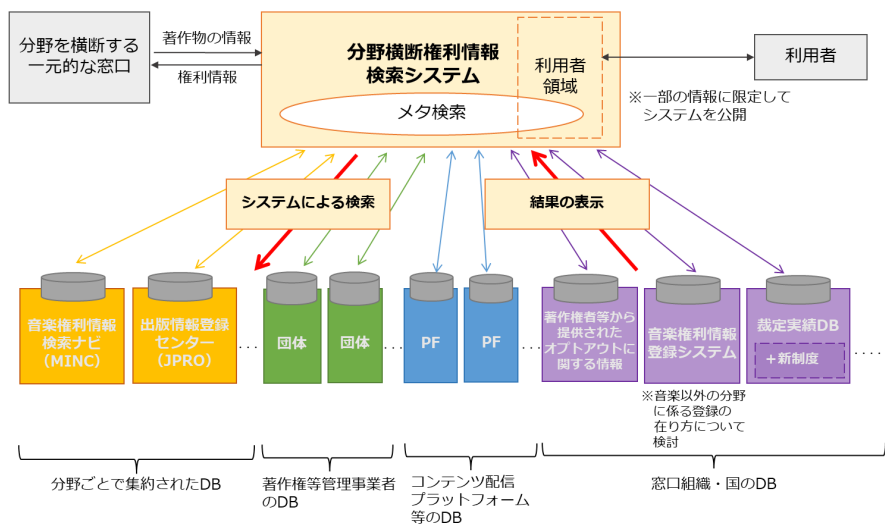 分野を横断する
一元的な窓口
著作物の情報
権利情報
分野横断権利情報
検索システム
メタ検索
利用者
領域
利用者
※一部の情報に限定して
システムを公開
システムによる検索
結果の表示
音楽権利情報
検索ナビ
（MINC）
出版情報登録
センター
（JPRO）
････
団体
団体
････
PF
PF
････
著作権者等から
提供された
オプトアウトに
関する情報
音楽権利情報
登録システム
裁定実績DB
＋新制度
････
※音楽以外の分野
に係る登録の
在り方について
検討
分野ごとで集約されたDB
著作権等管理事業者
のDB
コンテンツ配信
プラットフォーム
等のDB
窓口組織・国のDB